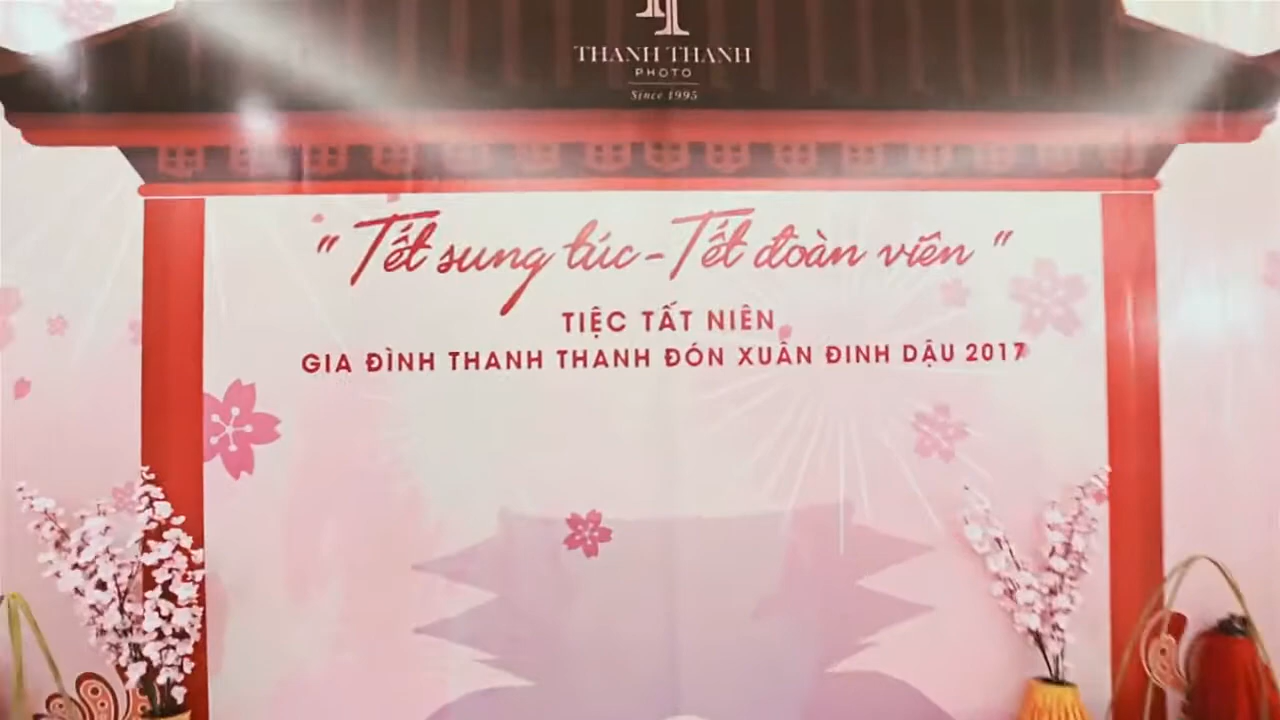 THANH THANH
PHOTO
Since 1995
" Tết sung túc - Tết đoàn viên "
TIỆC TẤT NIÊN
GIA ĐÌNH THANH THANH ĐÓN XUÂN ĐINH DẬU 2017